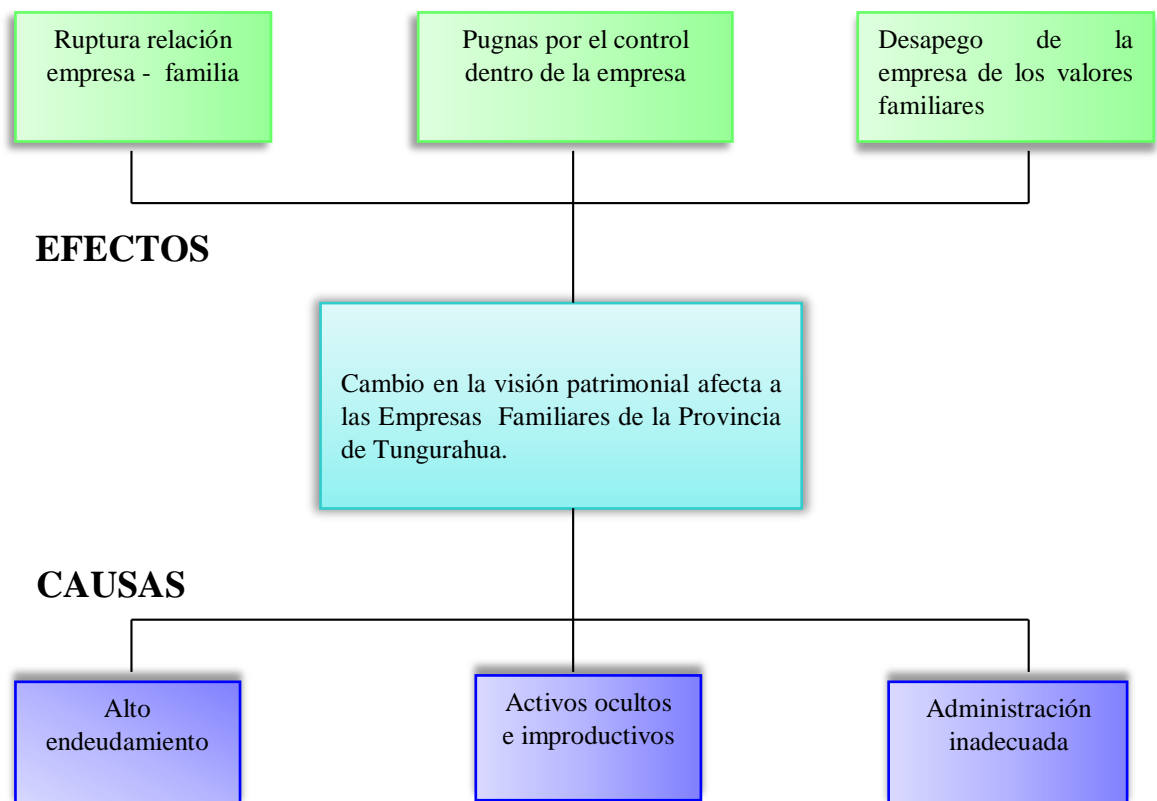 Ruptura relación
empresa - familia
Pugnas por el control
dentro de la empresa
Desapego de la
empresa de los valores
familiares
EFECTOS
Cambio en la visión patrimonial afecta a
las Empresas Familiares de la Provincia
de Tungurahua.
CAUSAS
Alto
endeudamiento
Activos ocultos
e improductivos
Administración
inadecuada